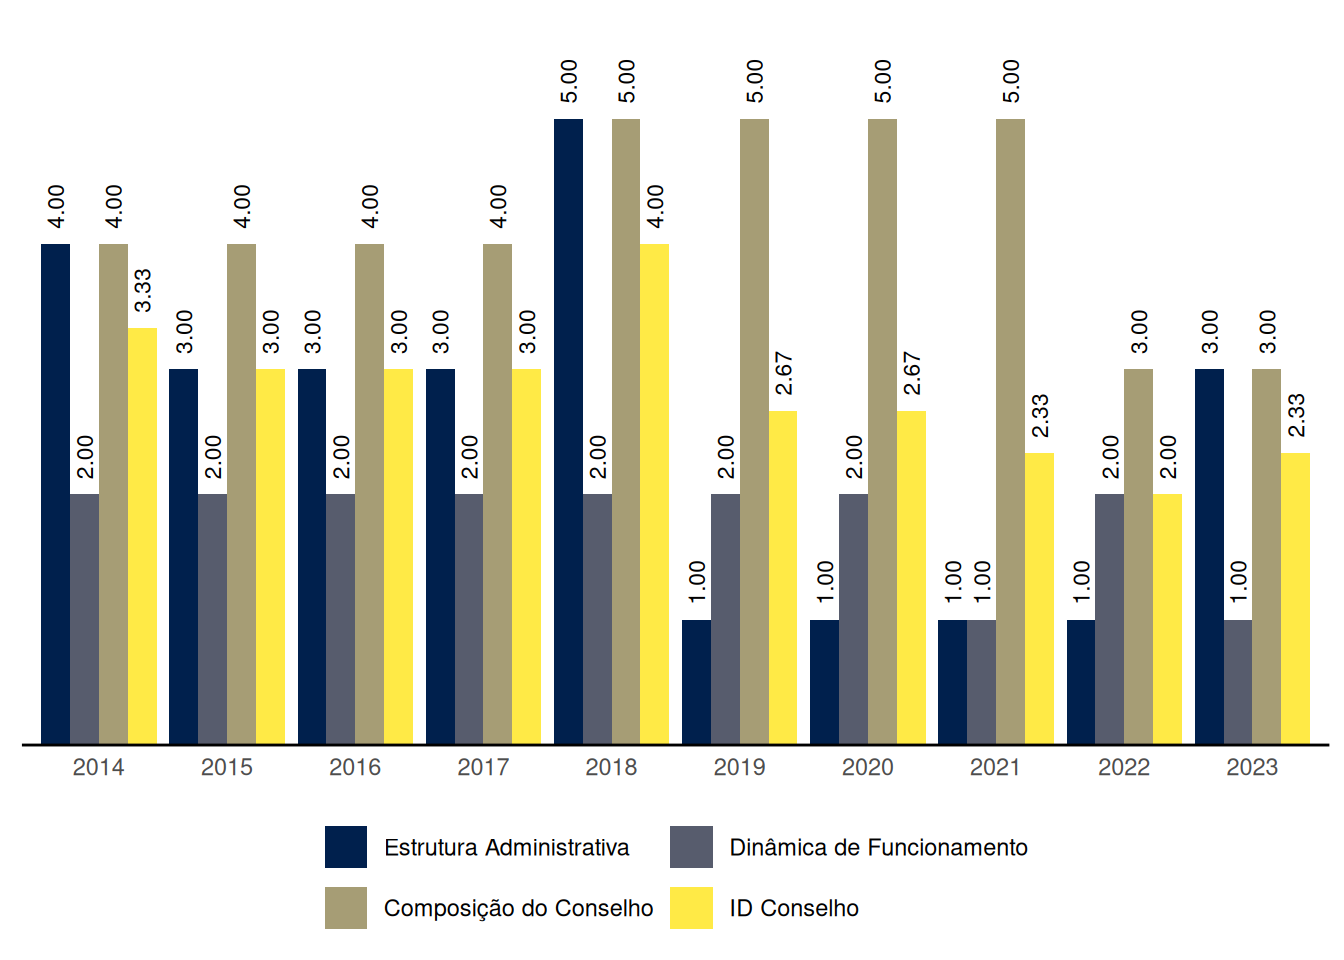 5.00 5.00 5.00 5.00 5.00
4.00 4.00 4.00 4.00 4.00 4.00
3.33
3.00 3.00 3.00 3.00 3.00 3.00 3.00 3.00 3.00
2.67 2.67
2.33 2.33
2.00 2.00 2.00 2.00 2.00 2.00 2.00 2.00 2.00
1.00 1.00 1.00 1.00 1.00 1.00
2014 2015 2016 2017 2018 2019 2020 2021 2022 2023
Estrutura Administrativa Dinâmica de Funcionamento
Composição do Conselho ID Conselho